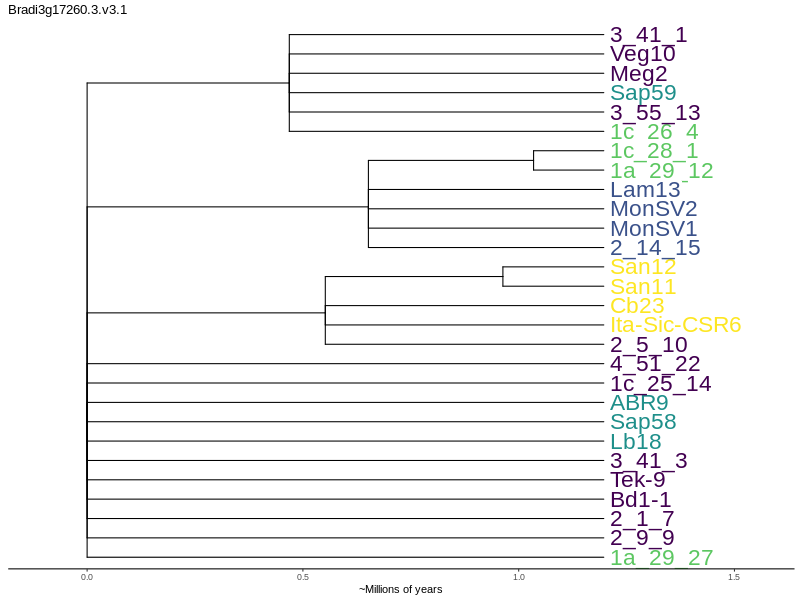 Bradi3g17260.3.v3.1
3_41_1
Veg10
Meg2
Sap59
3_55_13
1c_26_4
1c_28_1
1a_29_12
Lam13
MonSV2
MonSV1
2_14_15
San12
San11
Cb23
Ita-Sic-CSR6
2_5_10
4_51_22
1c_25_14
ABR9
Sap58
Lb18
3_41_3
Tek-9
Bd1-1
2_1_7
2_9_9
1a_29_27
0.0 0.5 1.0 1.5
~Millions of years